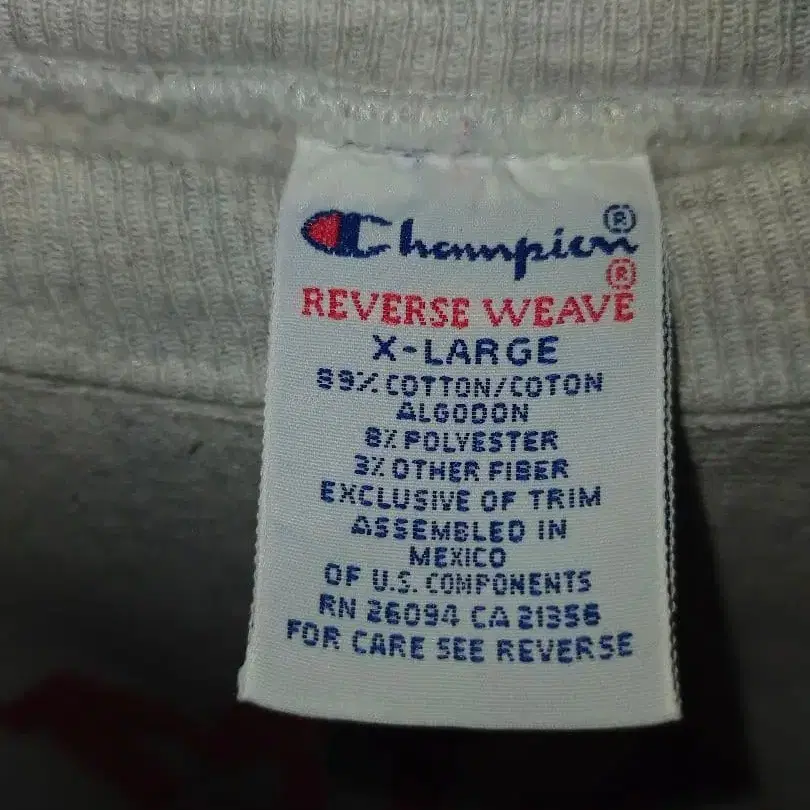 Champion®
REVERSE WEAVE®
X-LARGE
89% COTTON/COTON
ALGODON
8% POLYESTER
3% OTHER FIBER
EXCLUSIVE OF TRIM
ASSEMBLED IN
MEXICO
OF U.S. COMPONENTS
RN 26094 CA 21356
FOR CARE SEE REVERSE